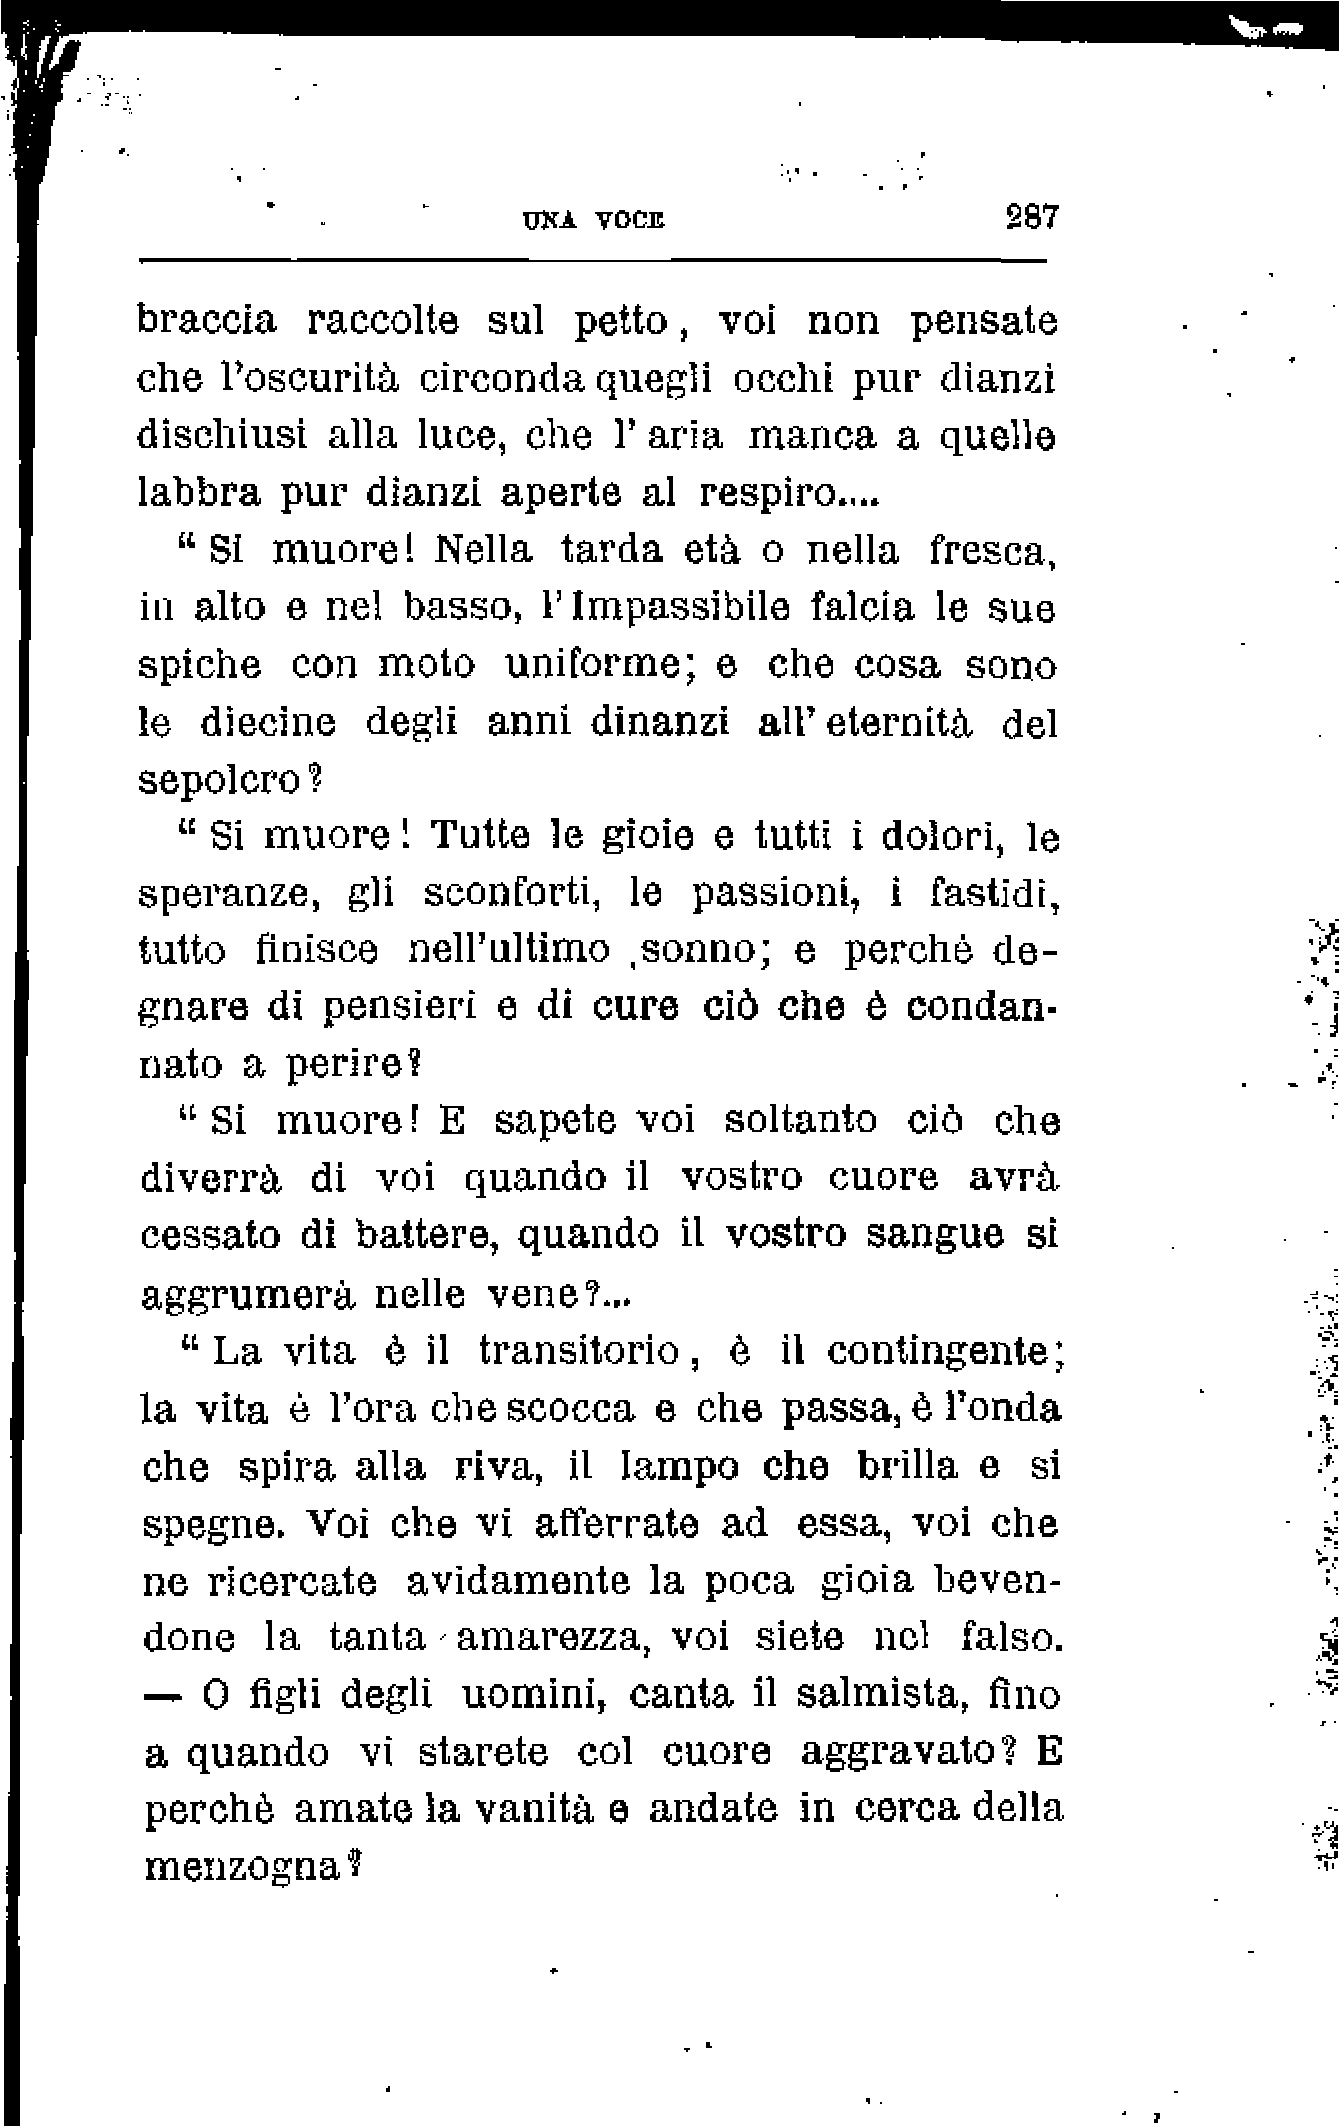 UNA VOCE 287
braccia raccolte sul petto, voi non pensate
che l'oscurità circonda quegli occhi pur dianzi
dischiusi alla luce, che l'aria manca a quelle
labbra pur dianzi aperte al respiro....
“ Si muore! Nella tarda età o nella fresca,
in alto e nel basso, l'Impassibile falcia le sue
spiche con moto uniforme; e che cosa sono
le diecine degli anni dinanzi all'eternità del
sepolcro?
“ Si muore! Tutte le gioie e tutti i dolori, le
speranze, gli sconforti, le passioni, i fastidi,
tutto finisce nell'ultimo sonno; e perchè de-
gnare di pensieri e di cure ciò che è condan-
nato a perire?
“ Si muore! E sapete voi soltanto ciò che
diverrà di voi quando il vostro cuore avrà
cessato di battere, quando il vostro sangue si
aggrumerà nelle vene?...
“ La vita è il transitorio, è il contingente;
la vita è l'ora che scocca e che passa, è l'onda
che spira alla riva, il lampo che brilla e si
spegne. Voi che vi afferrate ad essa, voi che
ne ricercate avidamente la poca gioia beven-
done la tanta amarezza, voi siete nel falso.
— O figli degli uomini, canta il salmista, fino
a quando vi starete col cuore aggravato? E
perchè amate la vanità e andate in cerca della
menzogna?